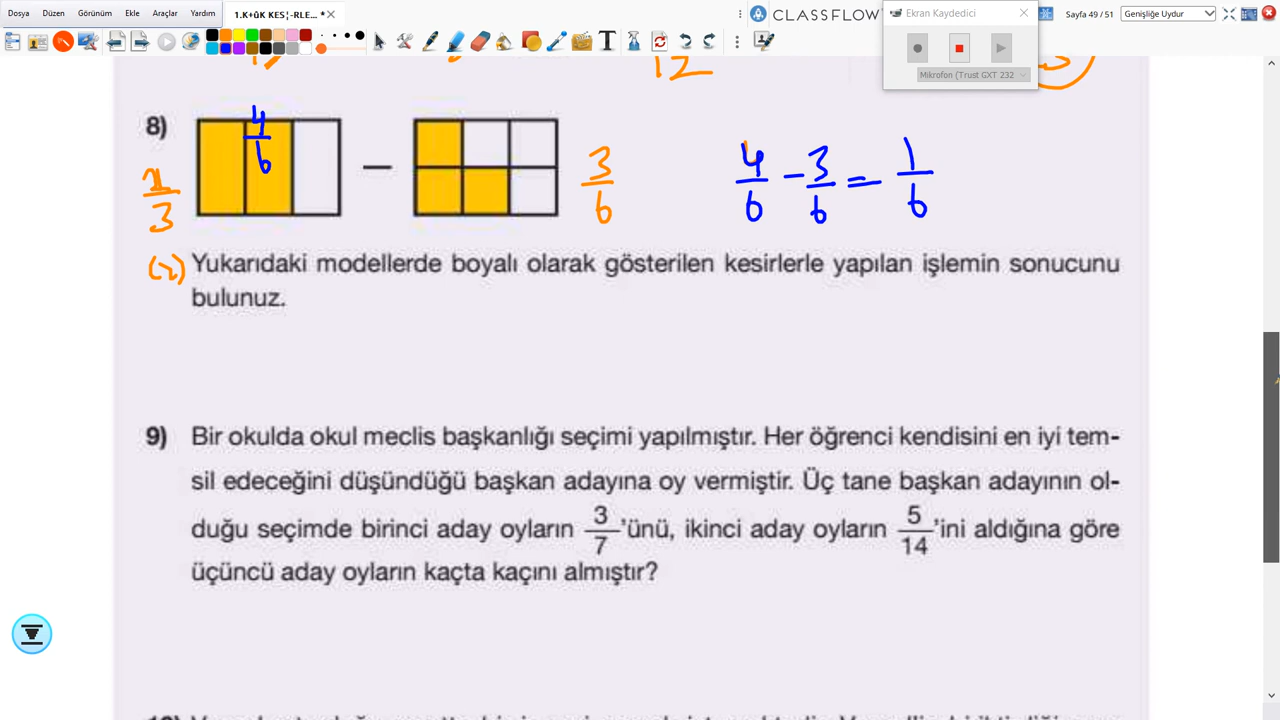 Dosya Düzen Görünüm Ekle Araçlar Yardım
1.K+ûK KES¦-RLE... *
CLASSFLOW
Ekran Kaydedici
Sayfa 49 / 51
Genişliğe Uydur
Mikrofon (Trust GXT 232
12
8)
4/6
2/3
(2)
3/6
4/6 - 3/6 = 1/6
Yukarıdaki modellerde boyalı olarak gösterilen kesirlerle yapılan işlemin sonucunu
bulunuz.
9) Bir okulda okul meclis başkanlığı seçimi yapılmıştır. Her öğrenci kendisini en iyi tem-
sil edeceğini düşündüğü başkan adayına oy vermiştir. Üç tane başkan adayının ol-
duğu seçimde birinci aday oyların 3/7'ünü, ikinci aday oyların 5/14'ini aldığına göre
üçüncü aday oyların kaçta kaçını almıştır?